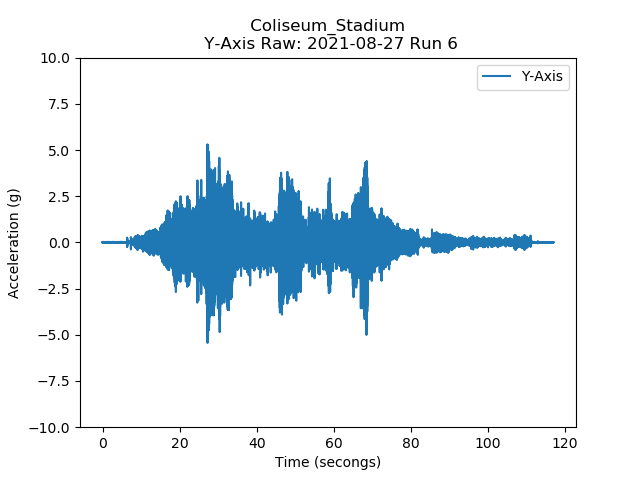 Coliseum_Stadium
Y-Axis Raw: 2021-08-27 Run 6
Y-Axis
10.0
7.5
5.0
2.5
0.0
−2.5
−5.0
−7.5
−10.0
Acceleration (g)
0 20 40 60 80 100 120
Time (secongs)